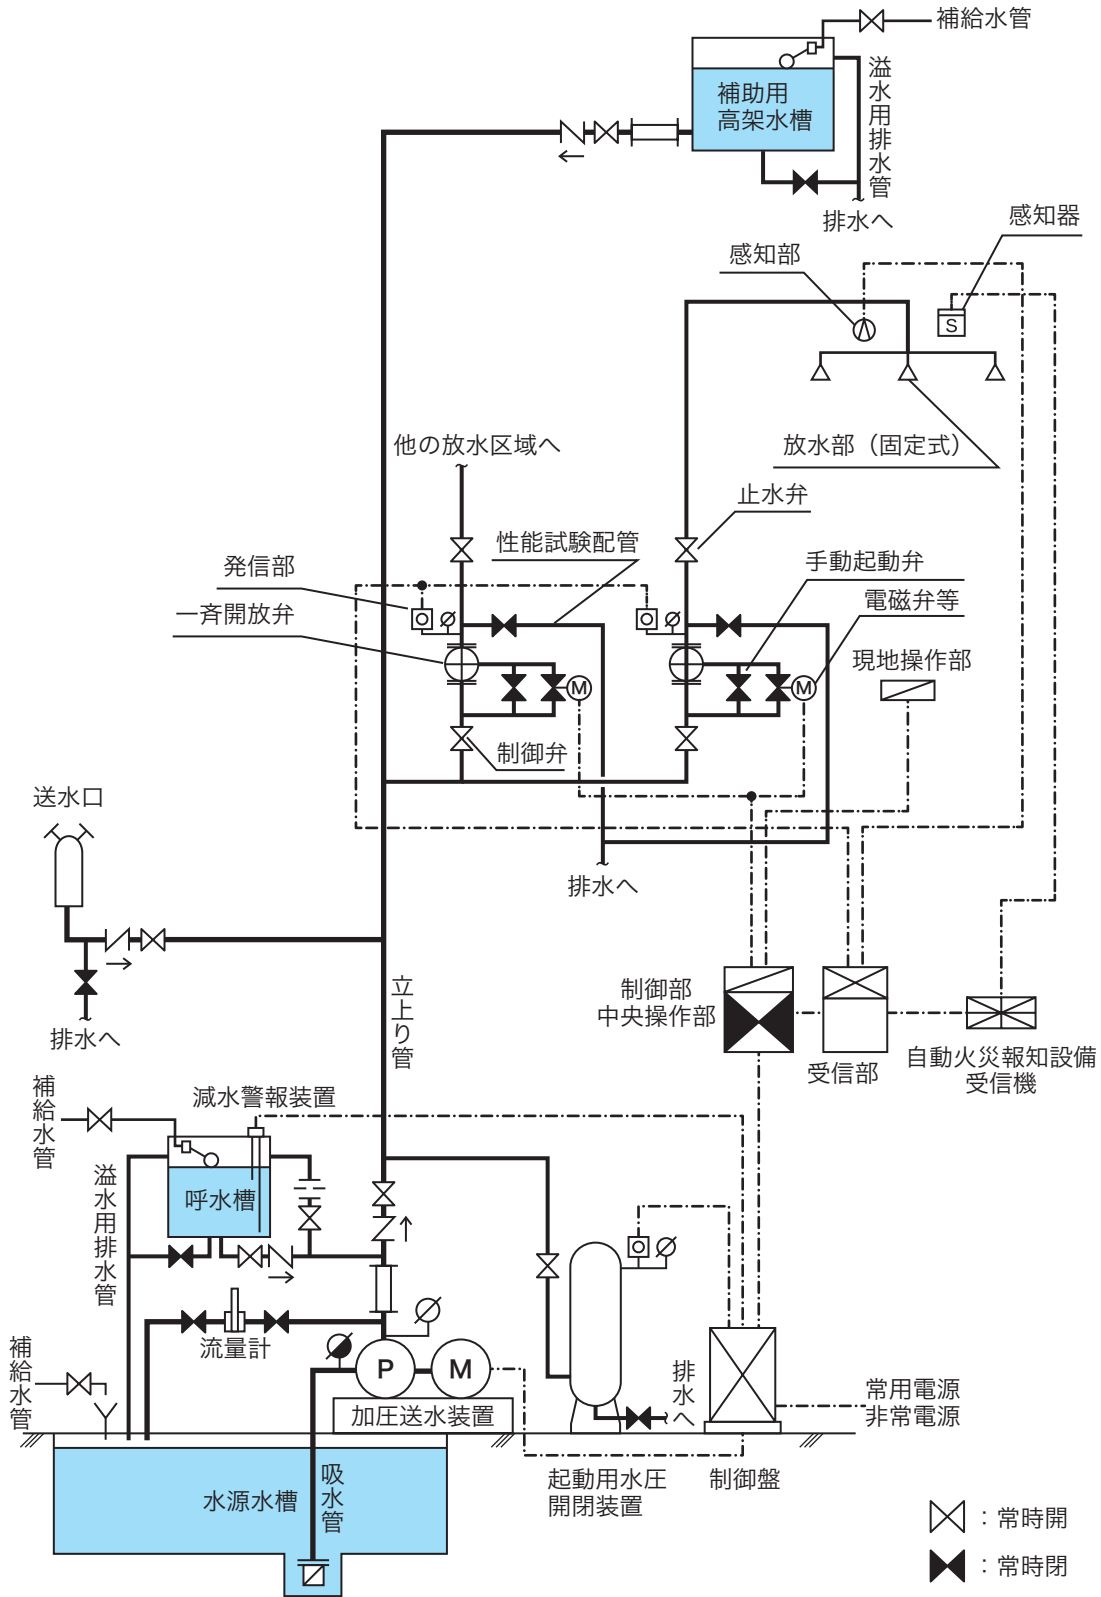 補給水管
補助用
高架水槽
溢水用排水管
排水へ
感知器
感知部
S
放水部（固定式）
他の放水区域へ
止水弁
性能試験配管
発信部
手動起動弁
一斉開放弁
電磁弁等
現地操作部
M
M
制御弁
送水口
排水へ
排水へ
立上り管
制御部
中央操作部
受信部
自動火災報知設備
受信機
補給水管
減水警報装置
溢水用排水管
呼水槽
流量計
補給水管
P
M
加圧送水装置
排水へ
常用電源
非常電源
起動用水圧
開閉装置
制御盤
水源水槽
吸水管
：常時開
：常時閉